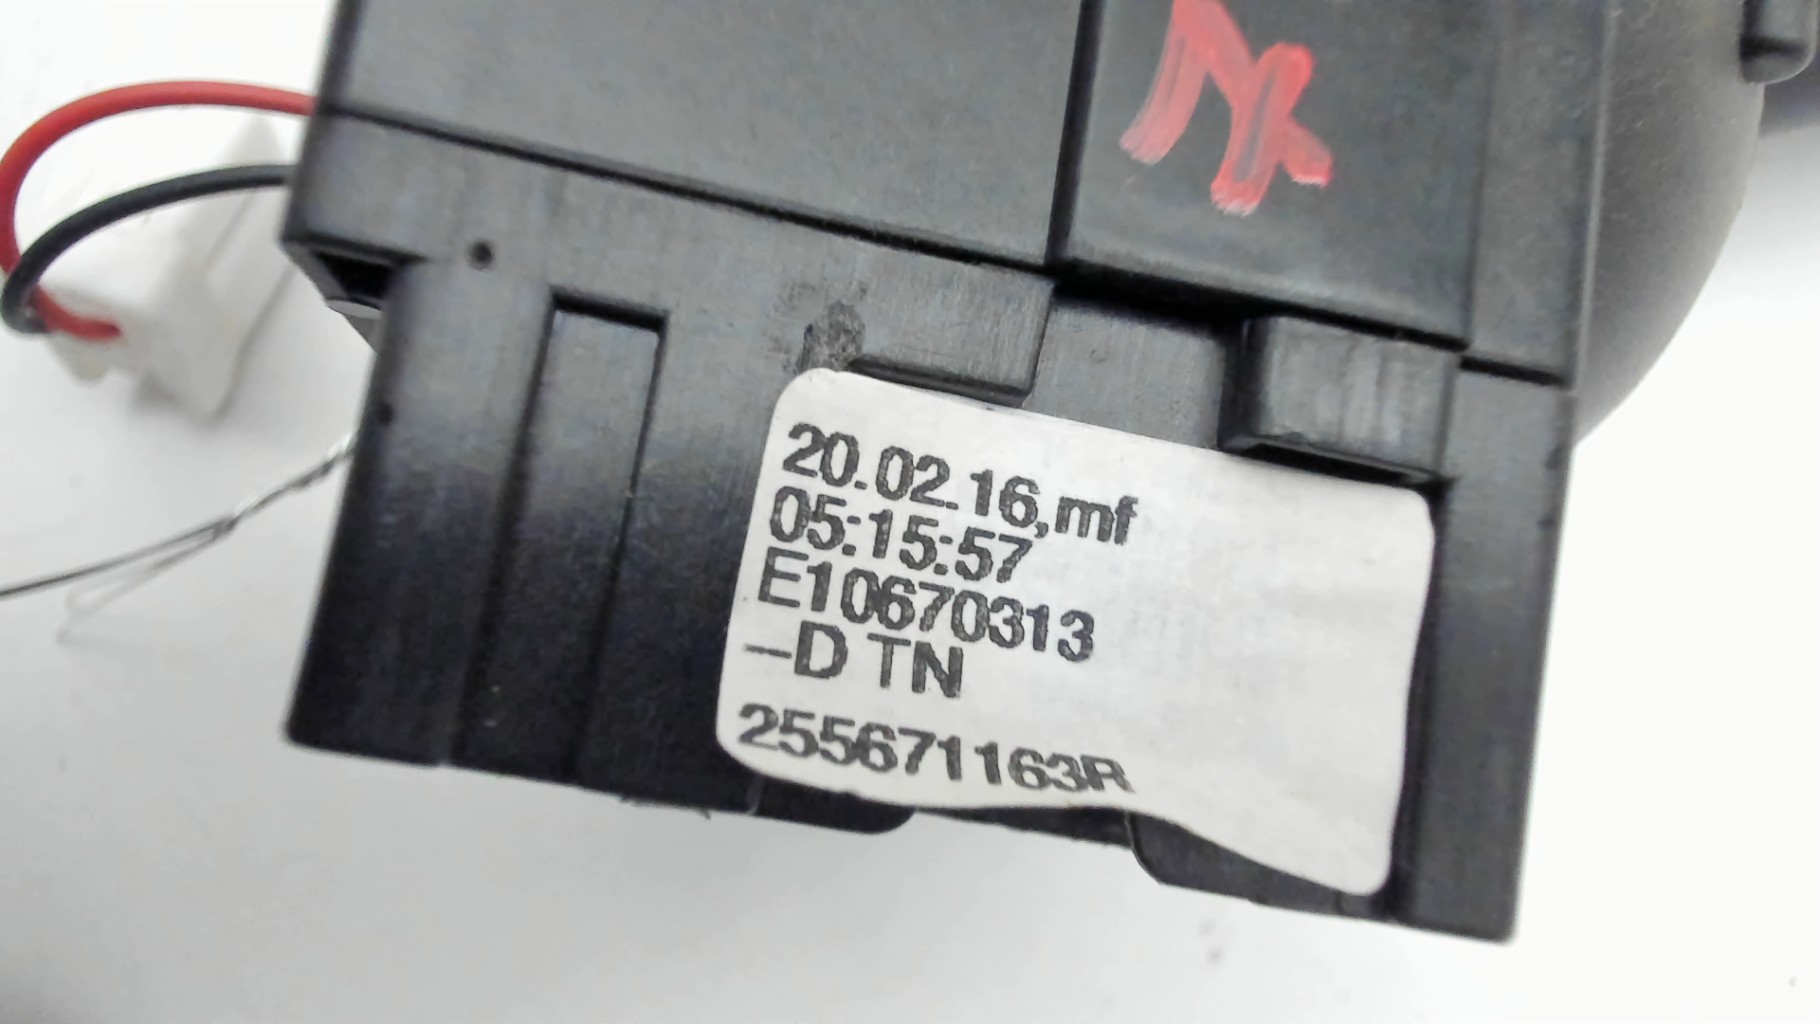 20.02.16,mf
05:15:57
E10670313
–D TN
255671163R